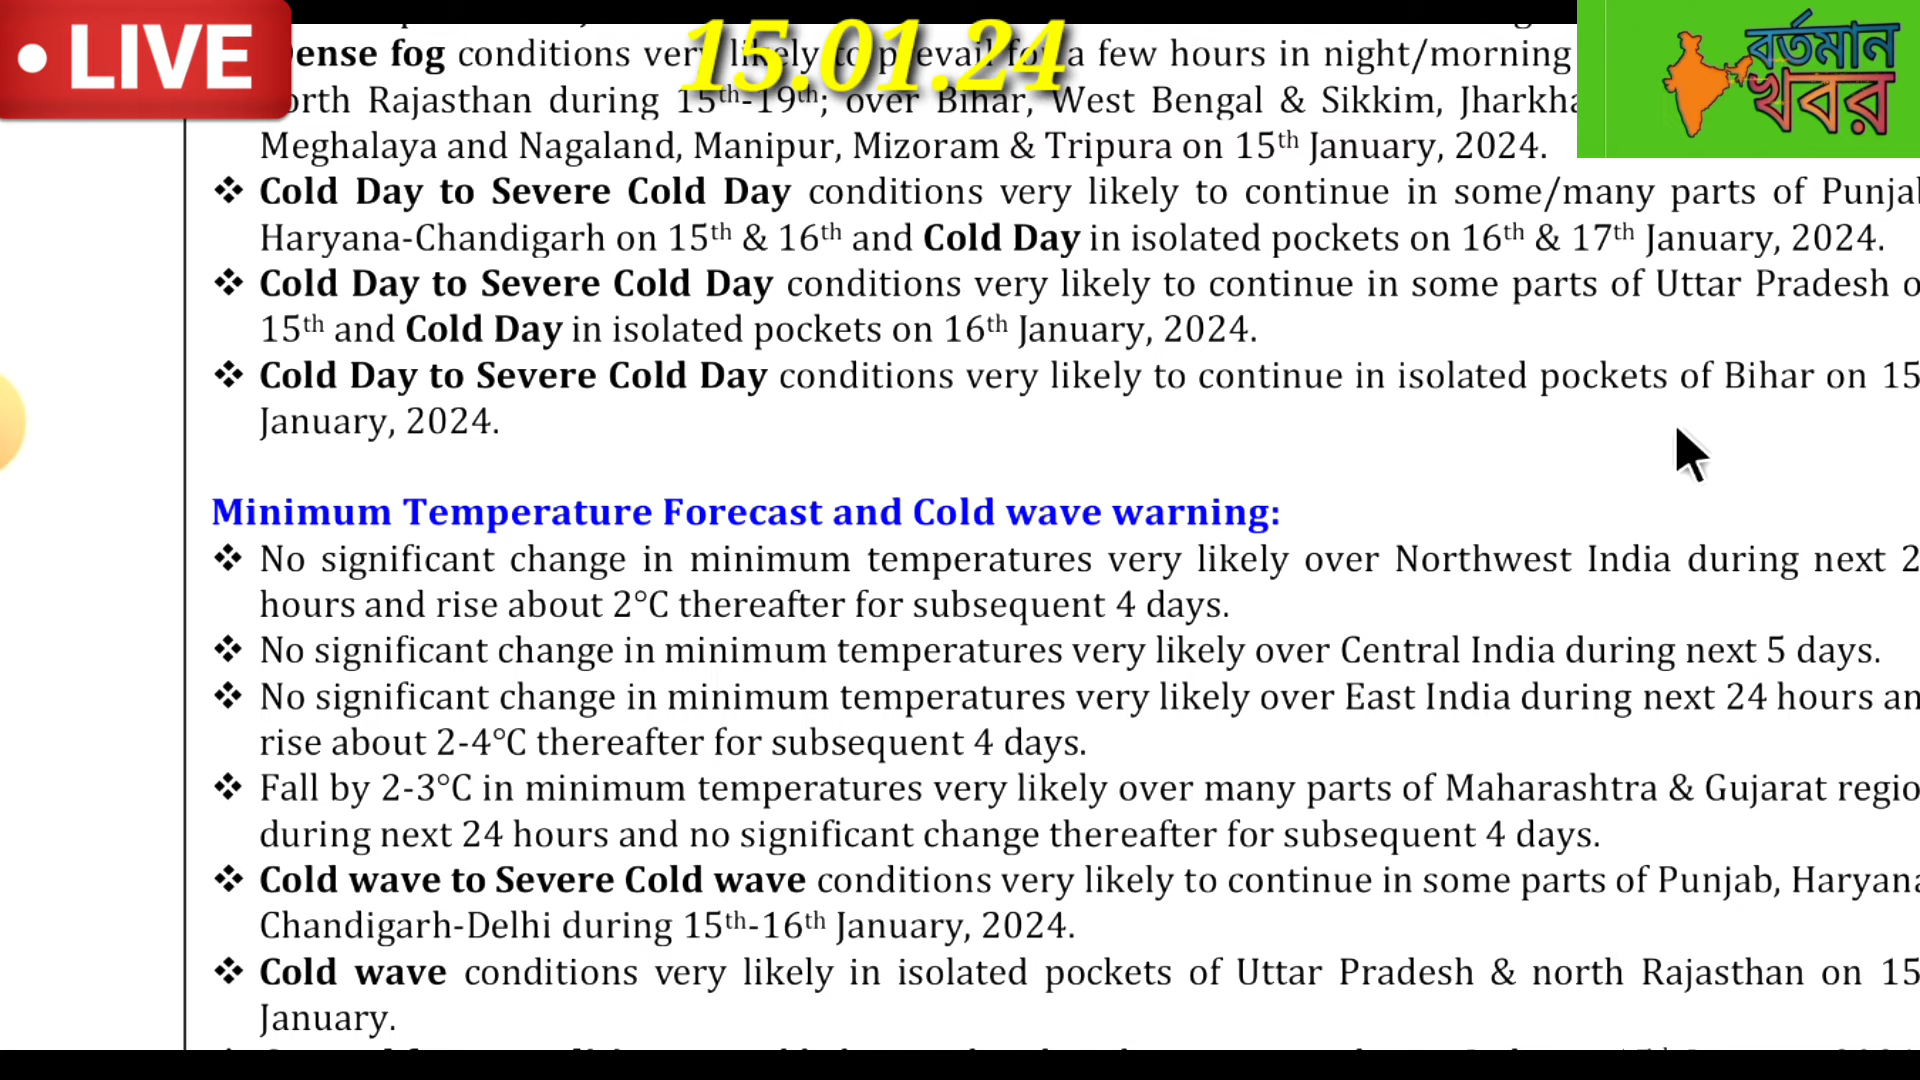 • LIVE
15.01.24
বর্তমান
খবর
ense fog conditions very likely to prevail for a few hours in night/morning
orth Rajasthan during 15th-19th; over Bihar, West Bengal & Sikkim,
Meghalaya and Nagaland, Manipur, Mizoram & Tripura on 15th January, 2024.
❖ Cold Day to Severe Cold Day conditions very likely to continue in some/many parts of Punjab
Haryana-Chandigarh on 15th & 16th and Cold Day in isolated pockets on 16th & 17th January, 2024.
❖ Cold Day to Severe Cold Day conditions very likely to continue in some parts of Uttar Pradesh o
15th and Cold Day in isolated pockets on 16th January, 2024.
❖ Cold Day to Severe Cold Day conditions very likely to continue in isolated pockets of Bihar on 15
January, 2024.
Minimum Temperature Forecast and Cold wave warning:
❖ No significant change in minimum temperatures very likely over Northwest India during next 2
hours and rise about 2°C thereafter for subsequent 4 days.
❖ No significant change in minimum temperatures very likely over Central India during next 5 days.
❖ No significant change in minimum temperatures very likely over East India during next 24 hours an
rise about 2-4°C thereafter for subsequent 4 days.
❖ Fall by 2-3°C in minimum temperatures very likely over many parts of Maharashtra & Gujarat regio
during next 24 hours and no significant change thereafter for subsequent 4 days.
❖ Cold wave to Severe Cold wave conditions very likely to continue in some parts of Punjab, Haryana
Chandigarh-Delhi during 15th-16th January, 2024.
❖ Cold wave conditions very likely in isolated pockets of Uttar Pradesh & north Rajasthan on 15
January.